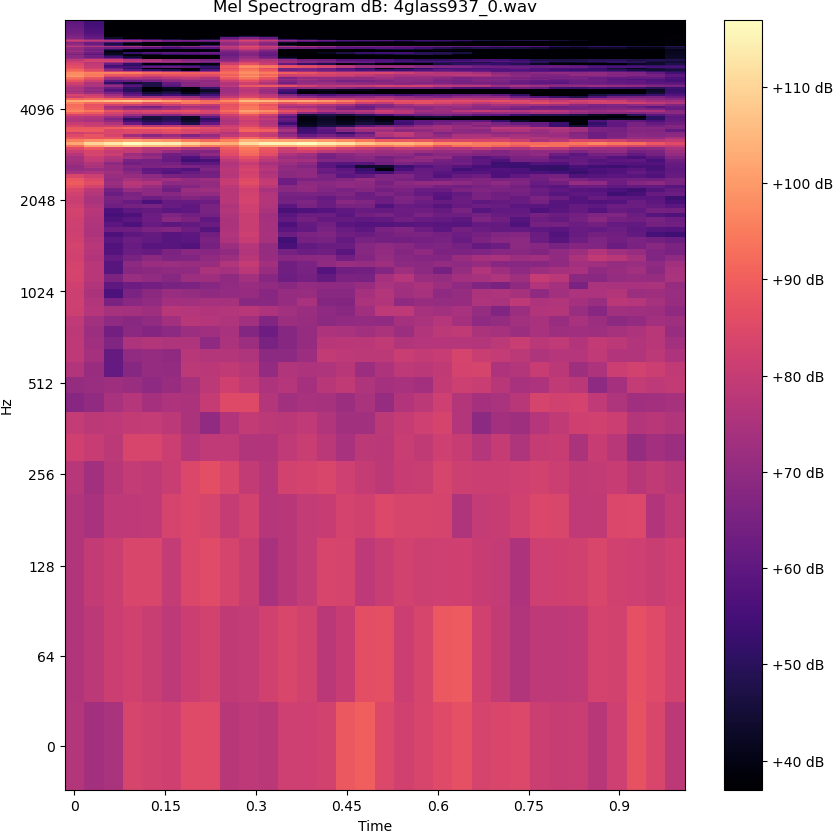 Mel Spectrogram dB: 4glass937_0.wav
+110 dB
4096
+100 dB
2048
+90 dB
1024
+80 dB
512
Hz
+70 dB
256
+60 dB
128
64
+50 dB
0
+40 dB
0 0.15 0.3 0.45 0.6 0.75 0.9
Time